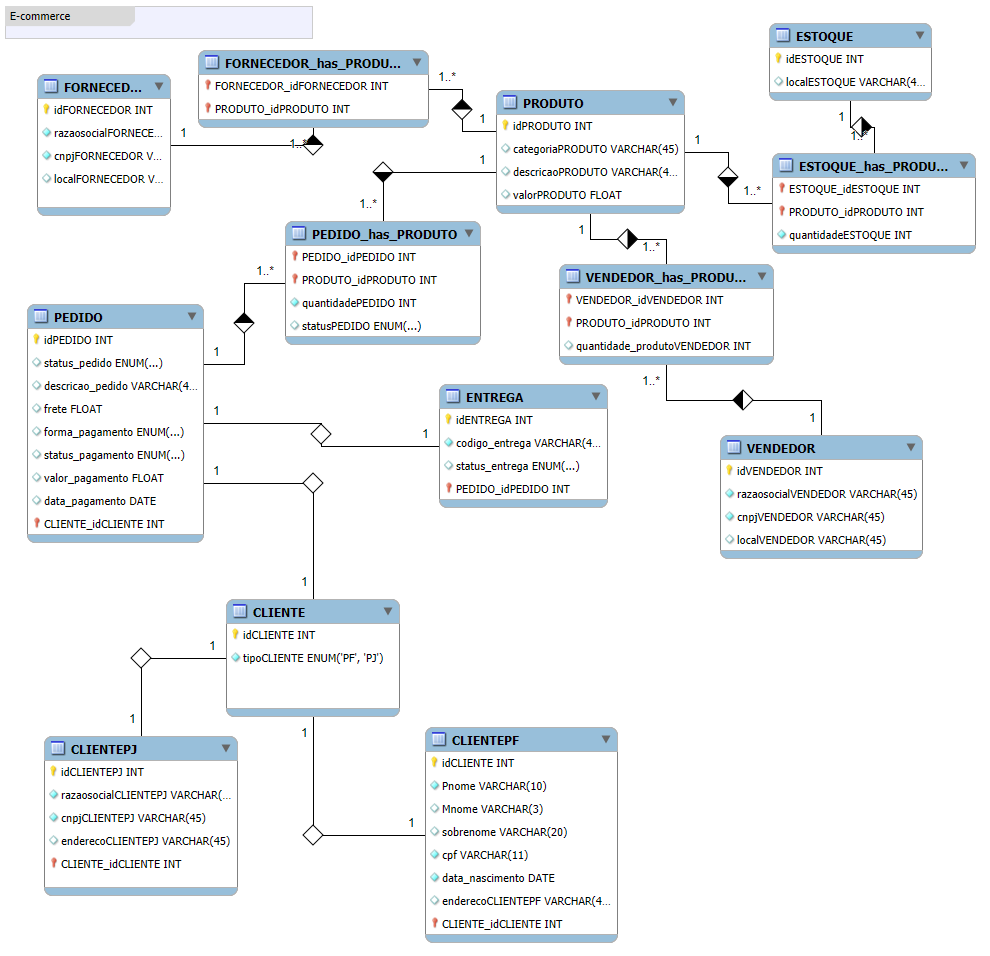 E-commerce
FORNECED...
idFORNECEDOR INT
razaosocialFORNECE...
cnpjFORNECEDOR V...
localFORNECEDOR V...
1
1..*
FORNECEDOR_has_PRODU...
FORNECEDOR_idFORNECEDOR INT
PRODUTO_idPRODUTO INT
1..*
1
PRODUTO
idPRODUTO INT
categoriaPRODUTO VARCHAR(45)
descricaoPRODUTO VARCHAR(4...
valorPRODUTO FLOAT
ESTOQUE
idESTOQUE INT
localESTOQUE VARCHAR(4...
1
1..*
ESTOQUE_has_PRODU...
ESTOQUE_idESTOQUE INT
PRODUTO_idPRODUTO INT
quantidadeESTOQUE INT
1
1..*
1
1..*
PEDIDO_has_PRODUTO
PEDIDO_idPEDIDO INT
PRODUTO_idPRODUTO INT
quantidadePEDIDO INT
statusPEDIDO ENUM(...)
1
1..*
VENDEDOR_has_PRODU...
VENDEDOR_idVENDEDOR INT
PRODUTO_idPRODUTO INT
quantidade_produtoVENDEDOR INT
1..*
1
PEDIDO
idPEDIDO INT
status_pedido ENUM(...)
descricao_pedido VARCHAR(4...
frete FLOAT
forma_pagamento ENUM(...)
status_pagamento ENUM(...)
valor_pagamento FLOAT
data_pagamento DATE
CLIENTE_idCLIENTE INT
1..*
1
1
1
ENTREGA
idENTREGA INT
codigo_entrega VARCHAR(4...
status_entrega ENUM(...)
PEDIDO_idPEDIDO INT
VENDEDOR
idVENDEDOR INT
razaosocialVENDEDOR VARCHAR(45)
cnpjVENDEDOR VARCHAR(45)
localVENDEDOR VARCHAR(45)
1
1
CLIENTE
idCLIENTE INT
tipoCLIENTE ENUM('PF', 'PJ')
1
1
1
1
CLIENTEPJ
idCLIENTEPJ INT
razaosocialCLIENTEPJ VARCHAR(...
cnpjCLIENTEPJ VARCHAR(45)
enderecoCLIENTEPJ VARCHAR(45)
CLIENTE_idCLIENTE INT
CLIENTEPF
idCLIENTE INT
Pnome VARCHAR(10)
Mnome VARCHAR(3)
sobrenome VARCHAR(20)
cpf VARCHAR(11)
data_nascimento DATE
enderecoCLIENTEPF VARCHAR(4...
CLIENTE_idCLIENTE INT